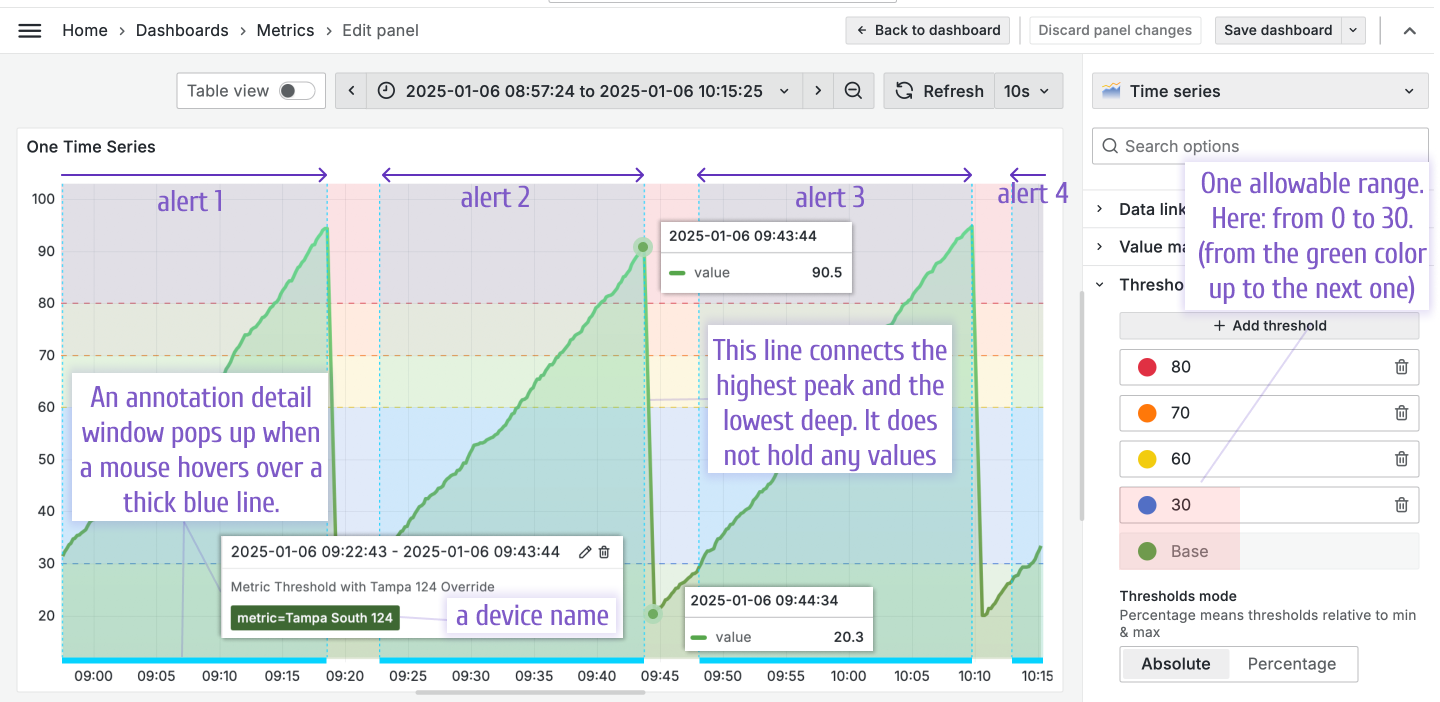 Home › Dashboards › Metrics › Edit panel
← Back to dashboard
Discard panel changes
Save dashboard
Table view
2025-01-06 08:57:24 to 2025-01-06 10:15:25
Refresh
10s
Time series
One Time Series
Search options
alert 1
alert 2
alert 3
alert 4
100
90
80
70
60
50
40
30
20
2025-01-06 09:43:44
value 90.5
An annotation detail
window pops up when
a mouse hovers over a
thick blue line.
This line connects the
highest peak and the
lowest deep. It does
not hold any values
2025-01-06 09:22:43 - 2025-01-06 09:43:44
Metric Threshold with Tampa 124 Override
metric=Tampa South 124
a device name
2025-01-06 09:44:34
value 20.3
09:00 09:05 09:10 09:15 09:20 09:25 09:30 09:35 09:40 09:45 09:50 09:55 10:00 10:05 10:10 10:15
One allowable range.
Here: from 0 to 30.
(from the green color
up to the next one)
Data link
Value ma
Thresho
+ Add threshold
80
70
60
30
Base
Thresholds mode
Percentage means thresholds relative to min
& max
Absolute Percentage